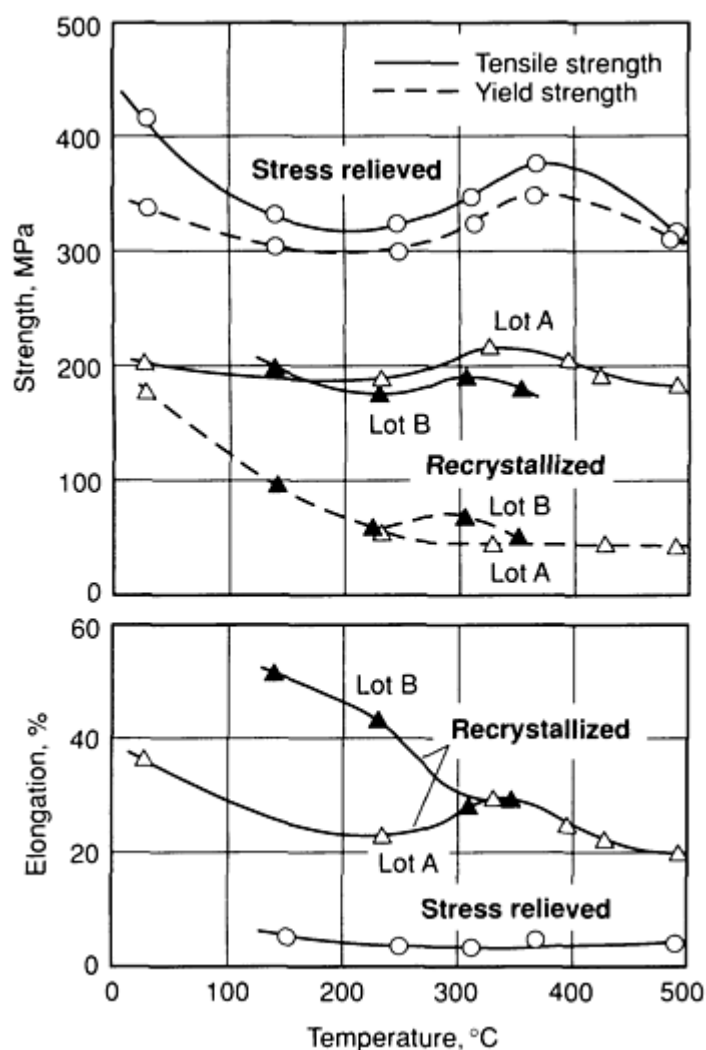 500
Tensile strength
Yield strength
400
Stress relieved
300
Strength, MPa
Lot A
200
Lot B
Recrystallized
100
Lot B
Lot A
0
60
Lot B
Recrystallized
40
Elongation, %
20
Lot A
Stress relieved
0
0 100 200 300 400 500
Temperature, °C